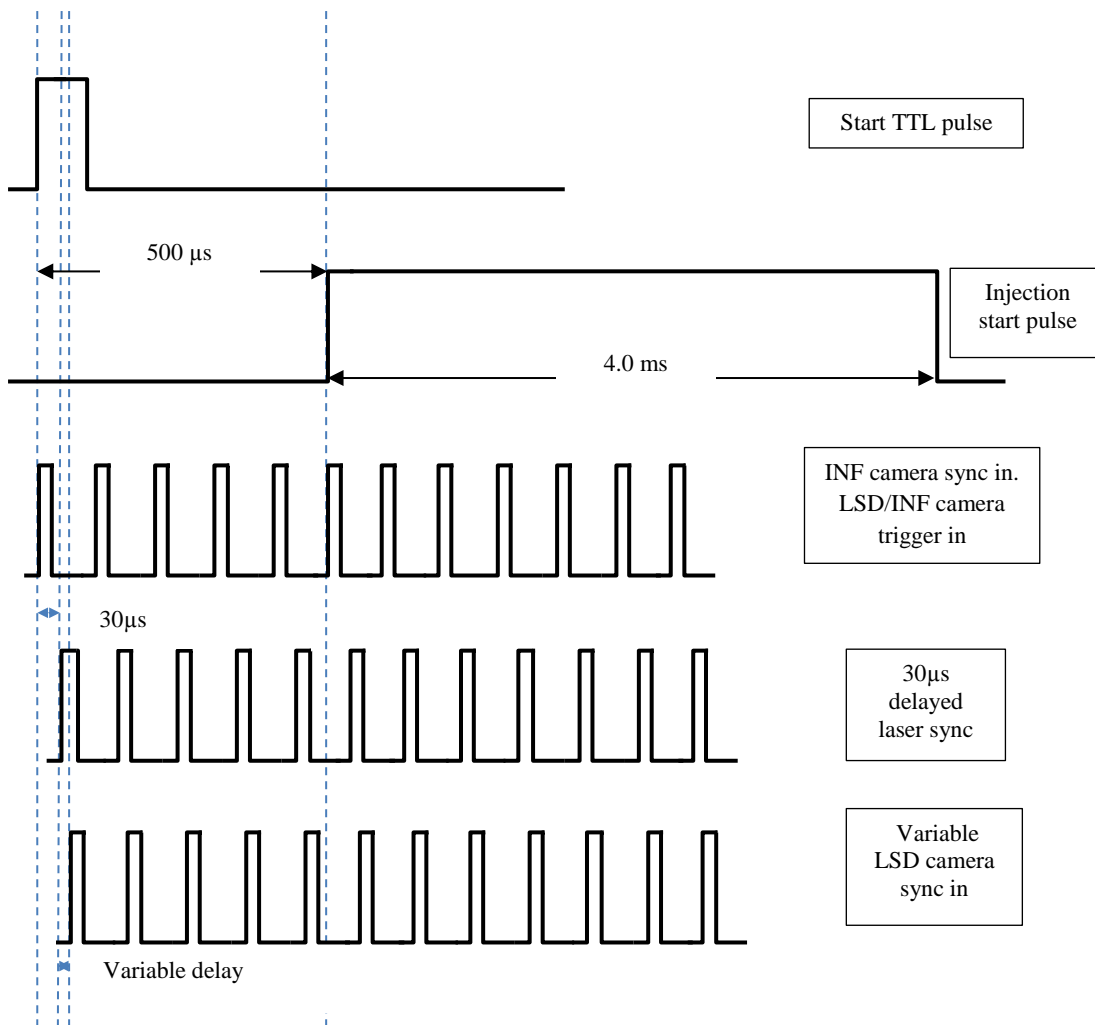 Start TTL pulse
500 µs
Injection
start pulse
4.0 ms
INF camera sync in.
LSD/INF camera
trigger in
30µs
30µs
delayed
laser sync
Variable
LSD camera
sync in
Variable delay